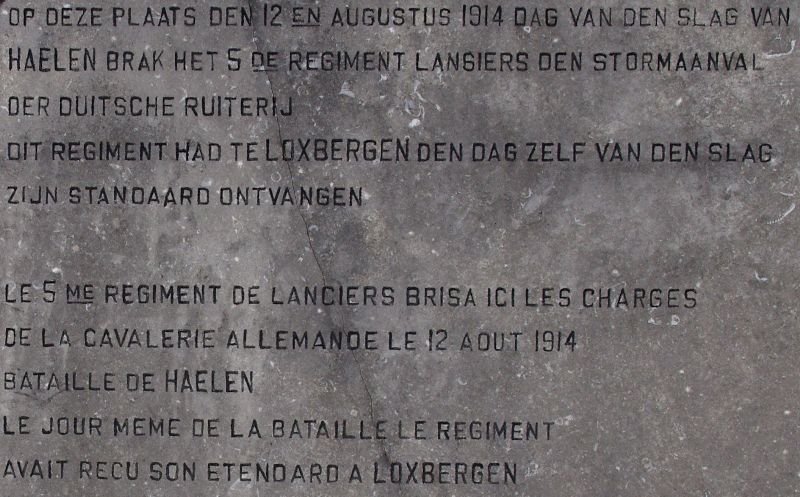 OP DEZE PLAATS DEN 12 EN AUGUSTUS 1914 DAG VAN DEN SLAG VAN
HAELEN BRAK HET 5 DE REGIMENT LANSIERS DEN STORMAANVAL
DER DUITSCHE RUITERIJ
DIT REGIMENT HAD TE LOXBERGEN DEN DAG ZELF VAN DEN SLAG
ZIJN STANDAARD ONTVANGEN
LE 5 ME REGIMENT DE LANCIERS BRISA ICI LES CHARGES
DE LA CAVALERIE ALLEMANDE LE 12 AOUT 1914
BATAILLE DE HAELEN
LE JOUR MEME DE LA BATAILLE LE REGIMENT
AVAIT RECU SON ETENDARD A LOXBERGEN